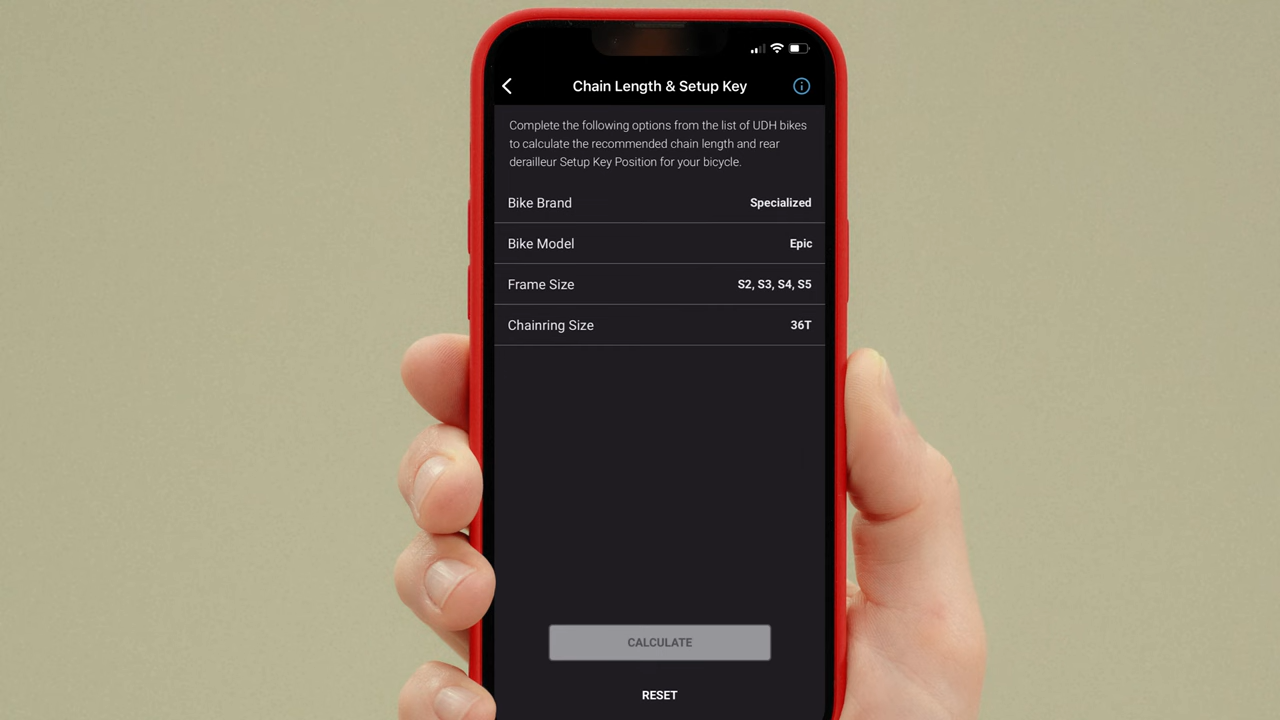 Chain Length & Setup Key
Complete the following options from the list of UDH bikes
to calculate the recommended chain length and rear
derailleur Setup Key Position for your bicycle.
Bike Brand Specialized
Bike Model Epic
Frame Size S2, S3, S4, S5
Chainring Size 36T
CALCULATE
RESET